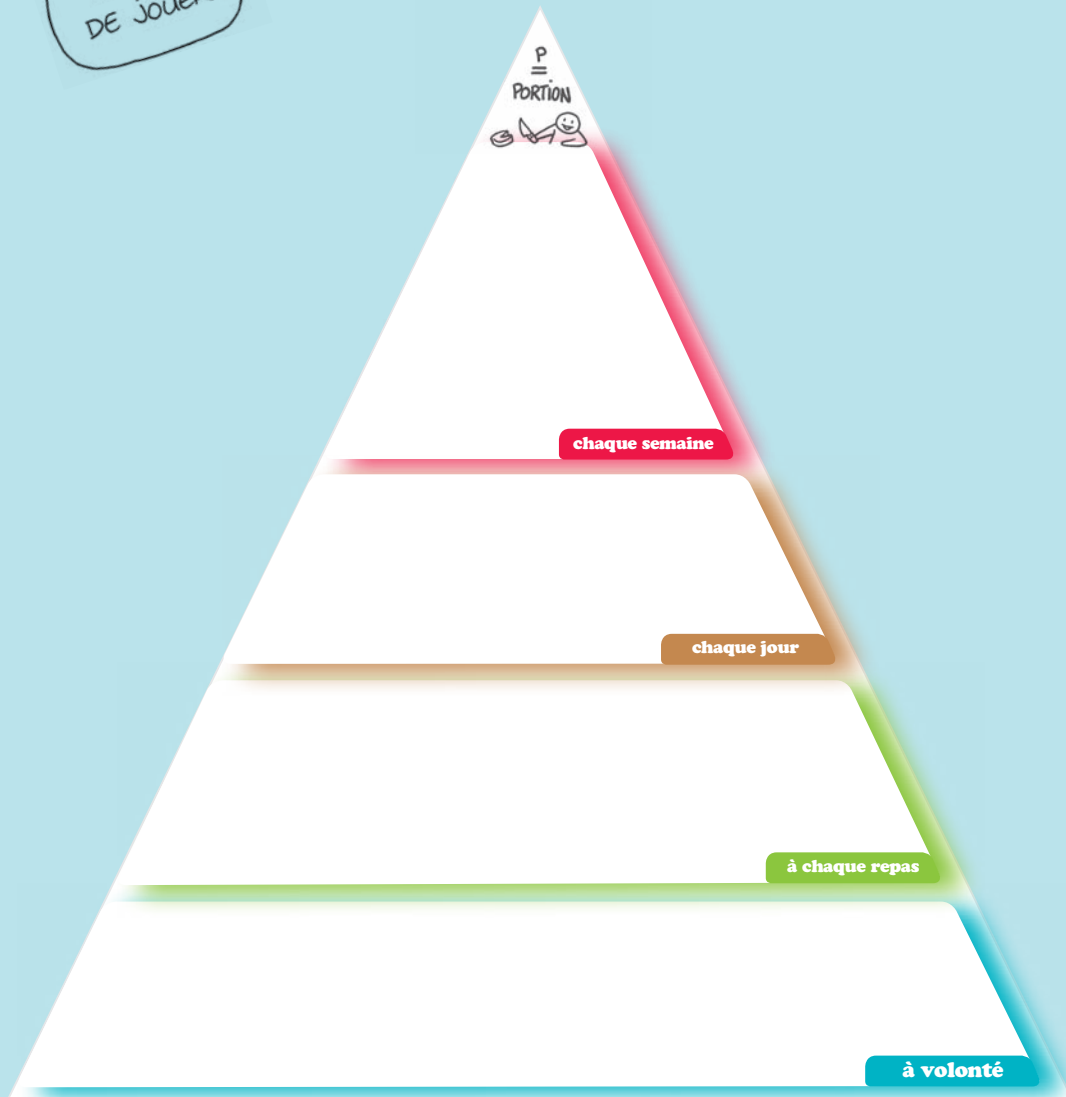 DE JOUER
P
=
PORTION
chaque semaine
chaque jour
à chaque repas
à volonté